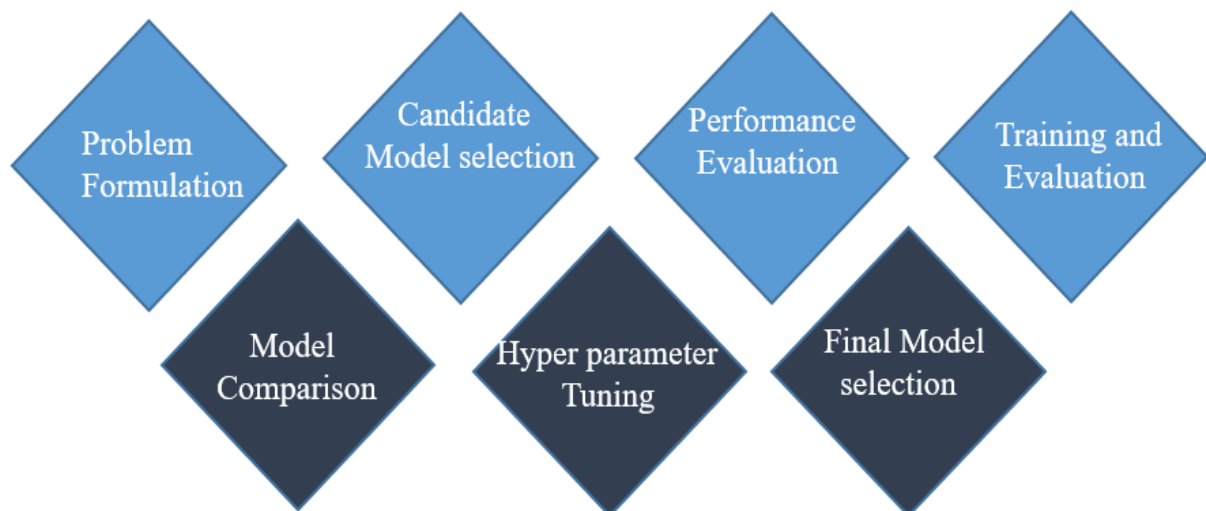 Problem
Formulation
Candidate
Model selection
Performance
Evaluation
Training and
Evaluation
Model
Comparison
Hyper parameter
Tuning
Final Model
selection